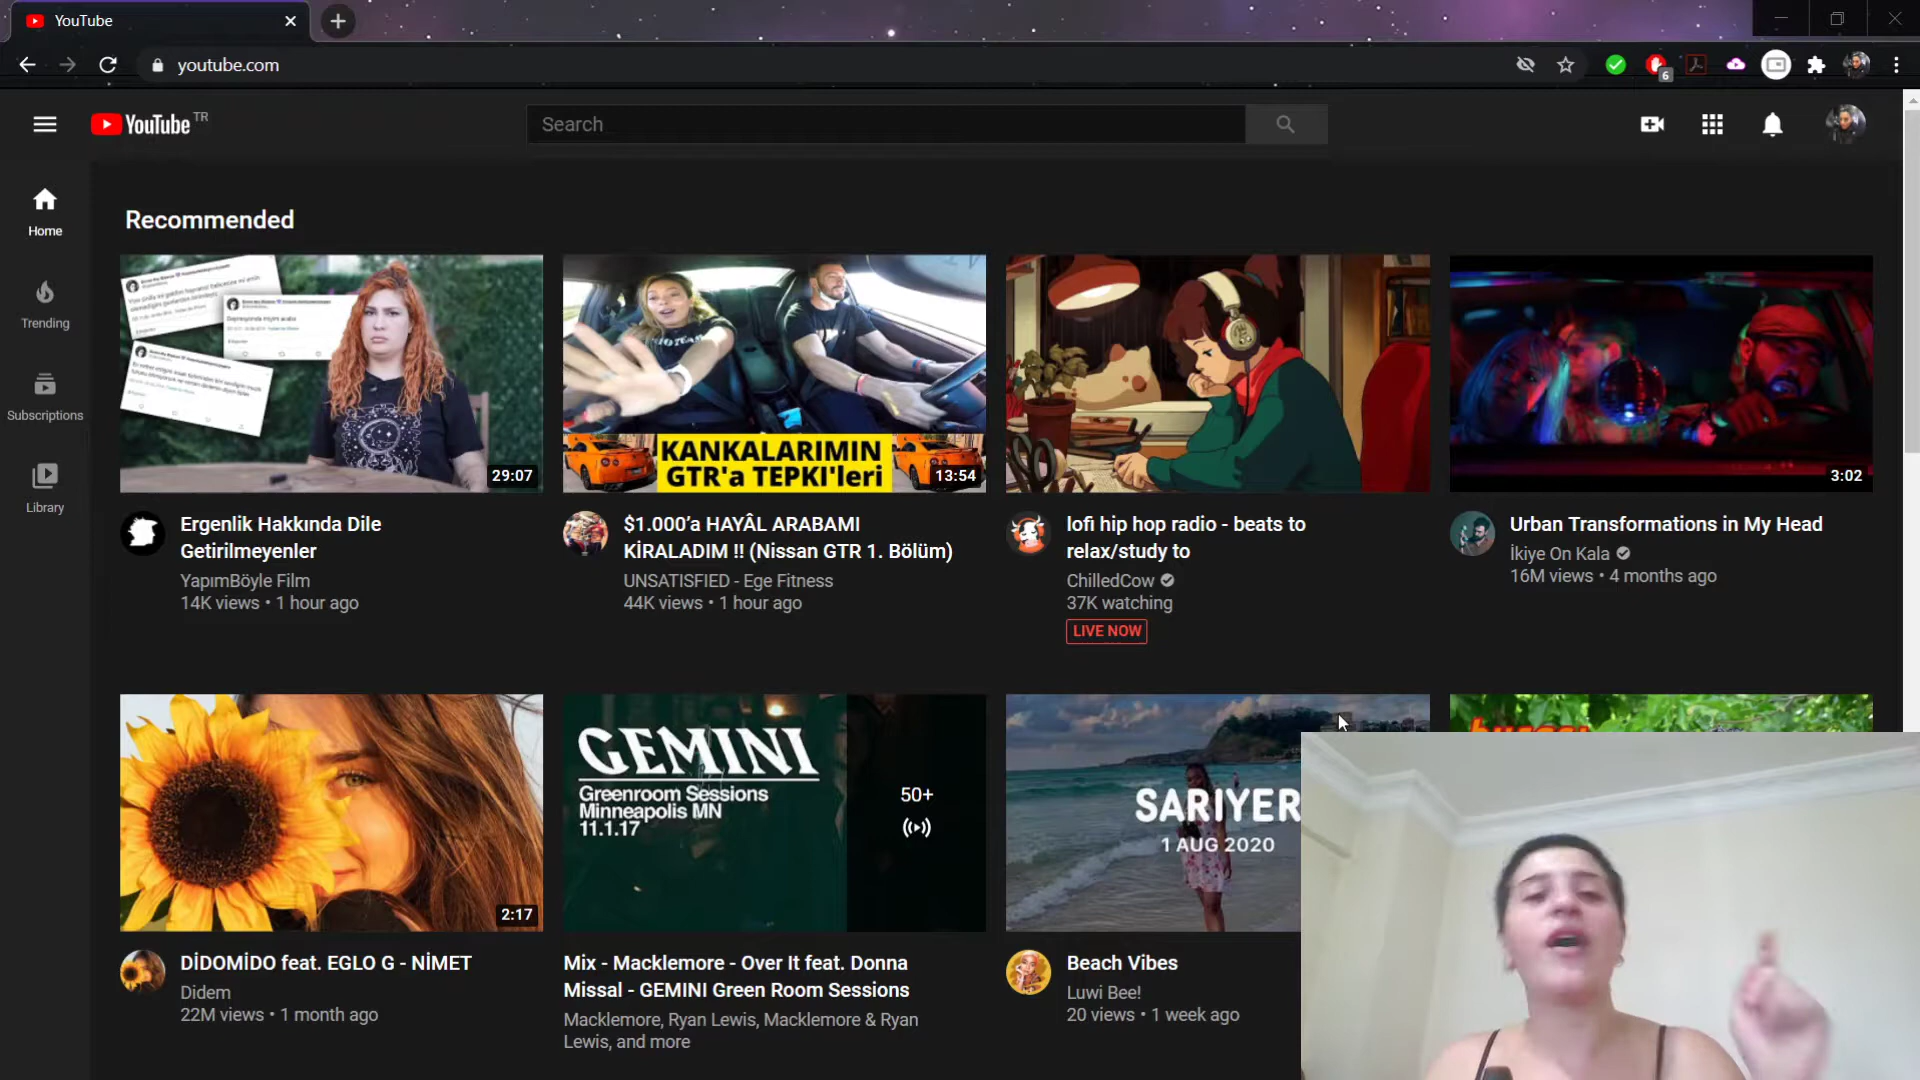 YouTube
youtube.com
6
YouTube TR
Search
Home
Trending
Subscriptions
Library
Recommended
29:07
KANKALARIMIN
GTR'a TEPKI'leri
13:54
3:02
Ergenlik Hakkında Dile
Getirilmeyenler
YapımBöyle Film
14K views • 1 hour ago
$1.000’a HAYÂL ARABAMI
KİRALADIM !! (Nissan GTR 1. Bölüm)
UNSATISFIED - Ege Fitness
44K views • 1 hour ago
lofi hip hop radio - beats to
relax/study to
ChilledCow
37K watching
LIVE NOW
Urban Transformations in My Head
İkiye On Kala
16M views • 4 months ago
2:17
GEMINI
Greenroom Sessions
Minneapolis MN
11.1.17
50+
SARIYER
1 AUG 2020
DİDOMİDO feat. EGLO G - NİMET
Didem
22M views • 1 month ago
Mix - Macklemore - Over It feat. Donna
Missal - GEMINI Green Room Sessions
Macklemore, Ryan Lewis, Macklemore & Ryan
Lewis, and more
Beach Vibes
Luwi Bee!
20 views • 1 week ago